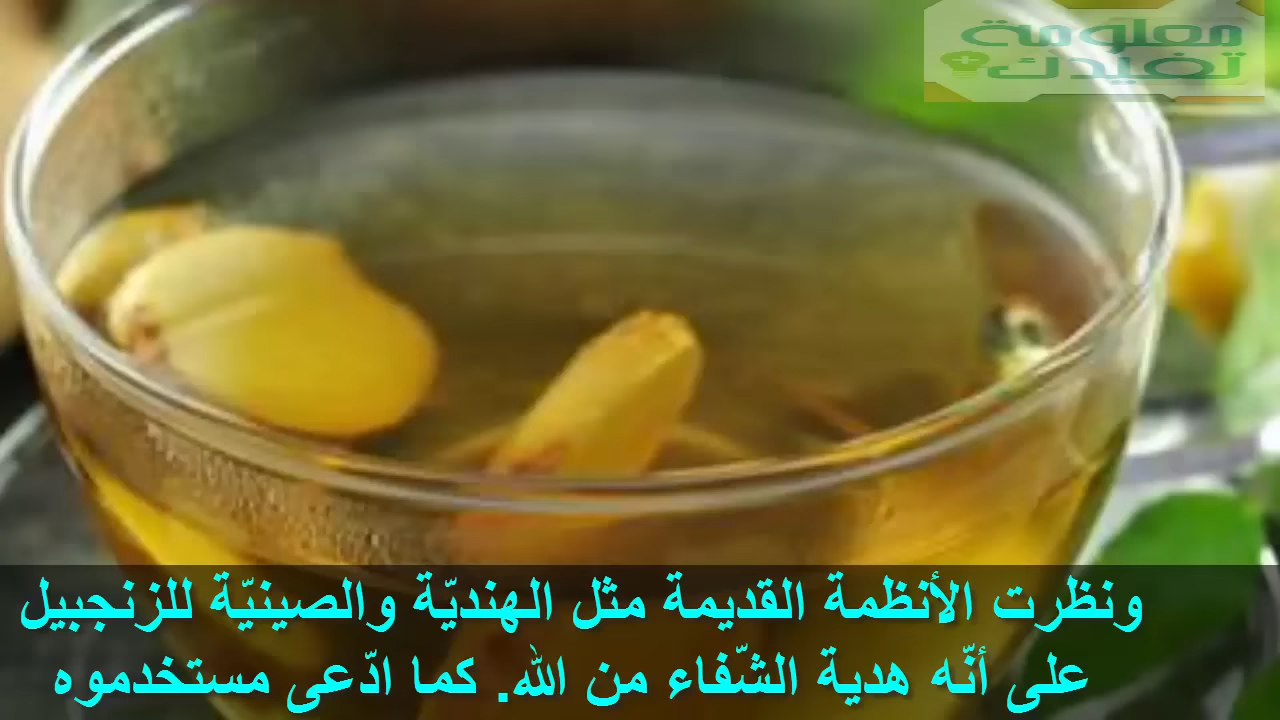 معلومة
تفيدك
ونظرت الأنظمة القديمة مثل الهنديّة والصينيّة للزنجبيل
على أنّه هدية الشّفاء من الله. كما ادّعى مستخدموه